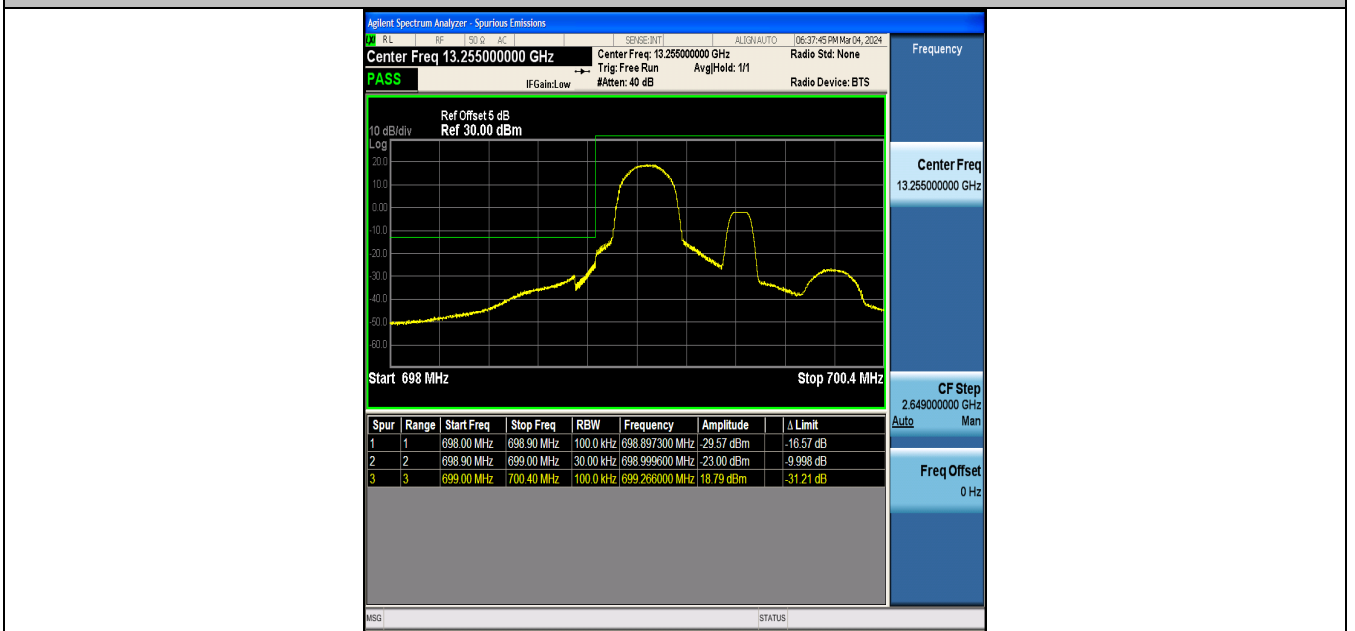 Agilent Spectrum Analyzer - Spurious Emissions
LXI RL RF 50 Ω AC SENSE:INT ALIGN AUTO 06:37:45 PM Mar 04, 2024
Center Freq 13.255000000 GHz
Center Freq: 13.255000000 GHz
Radio Std: None
Trig: Free Run Avg|Hold: 1/1
PASS
IFGain:Low
#Atten: 40 dB
Radio Device: BTS
Ref Offset 5 dB
10 dB/div Ref 30.00 dBm
Log
20.0
10.0
0.00
-10.0
-20.0
-30.0
-40.0
-50.0
-60.0
Start 698 MHz Stop 700.4 MHz
Spur Range Start Freq Stop Freq RBW Frequency Amplitude Δ Limit
1 1 698.00 MHz 698.90 MHz 100.0 kHz 698.897300 MHz -29.57 dBm -16.57 dB
2 2 698.90 MHz 699.00 MHz 30.00 kHz 698.999600 MHz -23.00 dBm -9.998 dB
3 3 699.00 MHz 700.40 MHz 100.0 kHz 699.266000 MHz 18.79 dBm -31.21 dB
MSG STATUS
Frequency
Center Freq
13.255000000 GHz
CF Step
2.649000000 GHz
Auto Man
Freq Offset
0 Hz